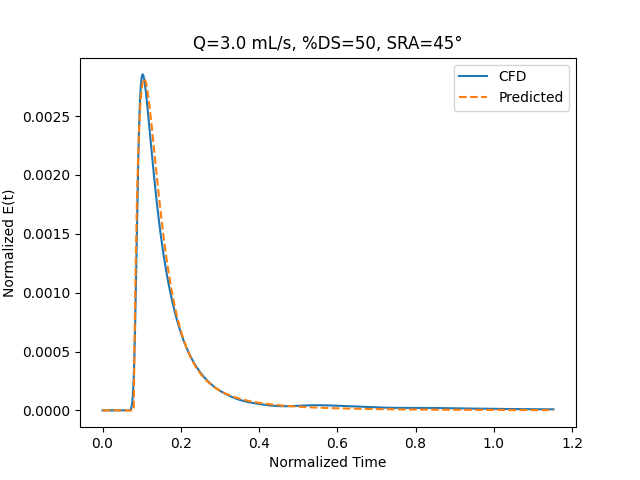 Q=3.0 mL/s, %DS=50, SRA=45°
CFD
Predicted
Normalized E(t)
0.0025
0.0020
0.0015
0.0010
0.0005
0.0000
0.0 0.2 0.4 0.6 0.8 1.0 1.2
Normalized Time